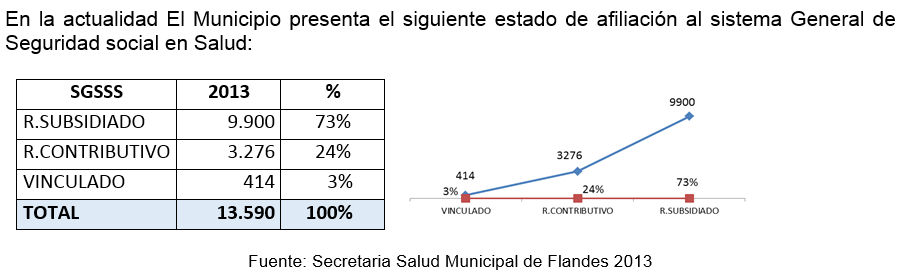 En la actualidad El Municipio presenta el siguiente estado de afiliación al sistema General de
Seguridad social en Salud:
SGSSS 2013 %
R.SUBSIDIADO 9.900 73%
R.CONTRIBUTIVO 3.276 24%
VINCULADO 414 3%
TOTAL 13.590 100%
9900
3276
414
3% 24% 73%
VINCULADO R.CONTRIBUTIVO R.SUBSIDIADO
Fuente: Secretaria Salud Municipal de Flandes 2013